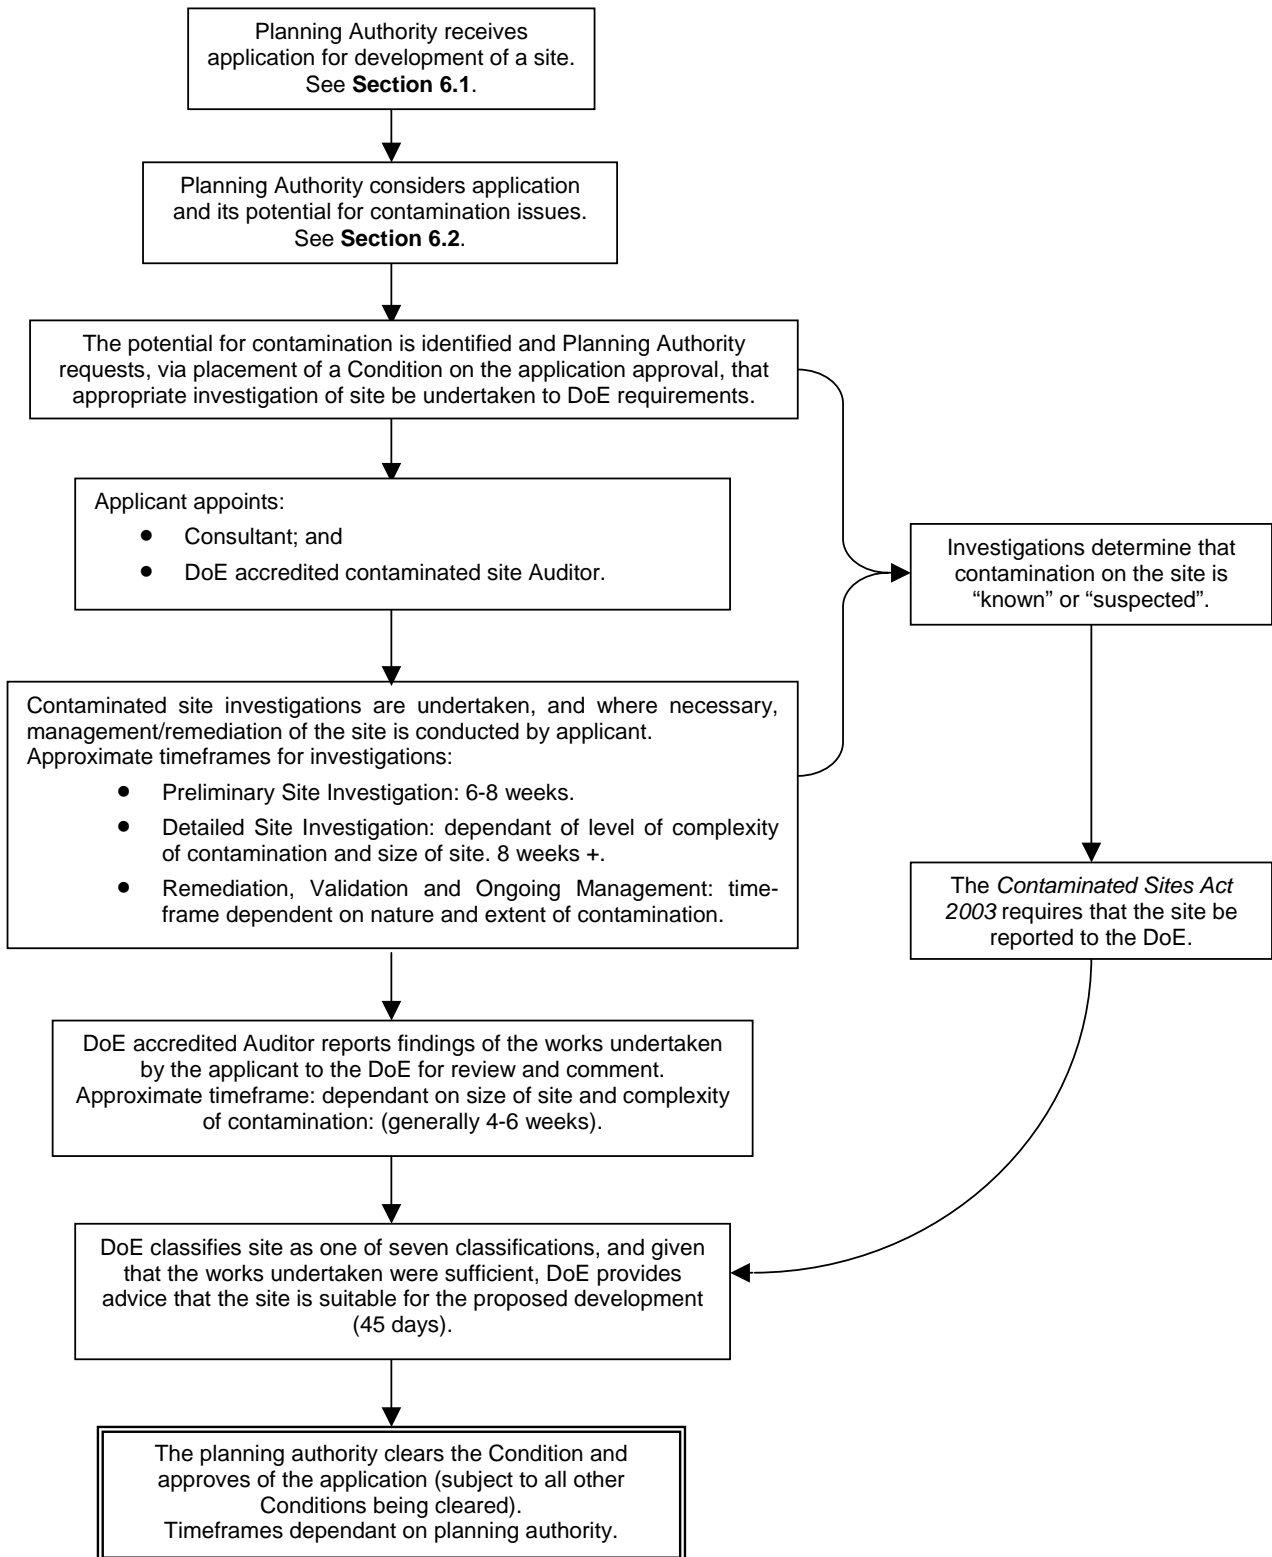 Planning Authority receives
application for development of a site.
See Section 6.1.
Planning Authority considers application
and its potential for contamination issues.
See Section 6.2.
The potential for contamination is identified and Planning Authority
requests, via placement of a Condition on the application approval, that
appropriate investigation of site be undertaken to DoE requirements.
Applicant appoints:
● Consultant; and
● DoE accredited contaminated site Auditor.
Investigations determine that
contamination on the site is
“known” or “suspected”.
Contaminated site investigations are undertaken, and where necessary,
management/remediation of the site is conducted by applicant.
Approximate timeframes for investigations:
● Preliminary Site Investigation: 6-8 weeks.
● Detailed Site Investigation: dependant of level of complexity
of contamination and size of site. 8 weeks +.
● Remediation, Validation and Ongoing Management: time-
frame dependent on nature and extent of contamination.
The Contaminated Sites Act
2003 requires that the site be
reported to the DoE.
DoE accredited Auditor reports findings of the works undertaken
by the applicant to the DoE for review and comment.
Approximate timeframe: dependant on size of site and complexity
of contamination: (generally 4-6 weeks).
DoE classifies site as one of seven classifications, and given
that the works undertaken were sufficient, DoE provides
advice that the site is suitable for the proposed development
(45 days).
The planning authority clears the Condition and
approves of the application (subject to all other
Conditions being cleared).
Timeframes dependant on planning authority.